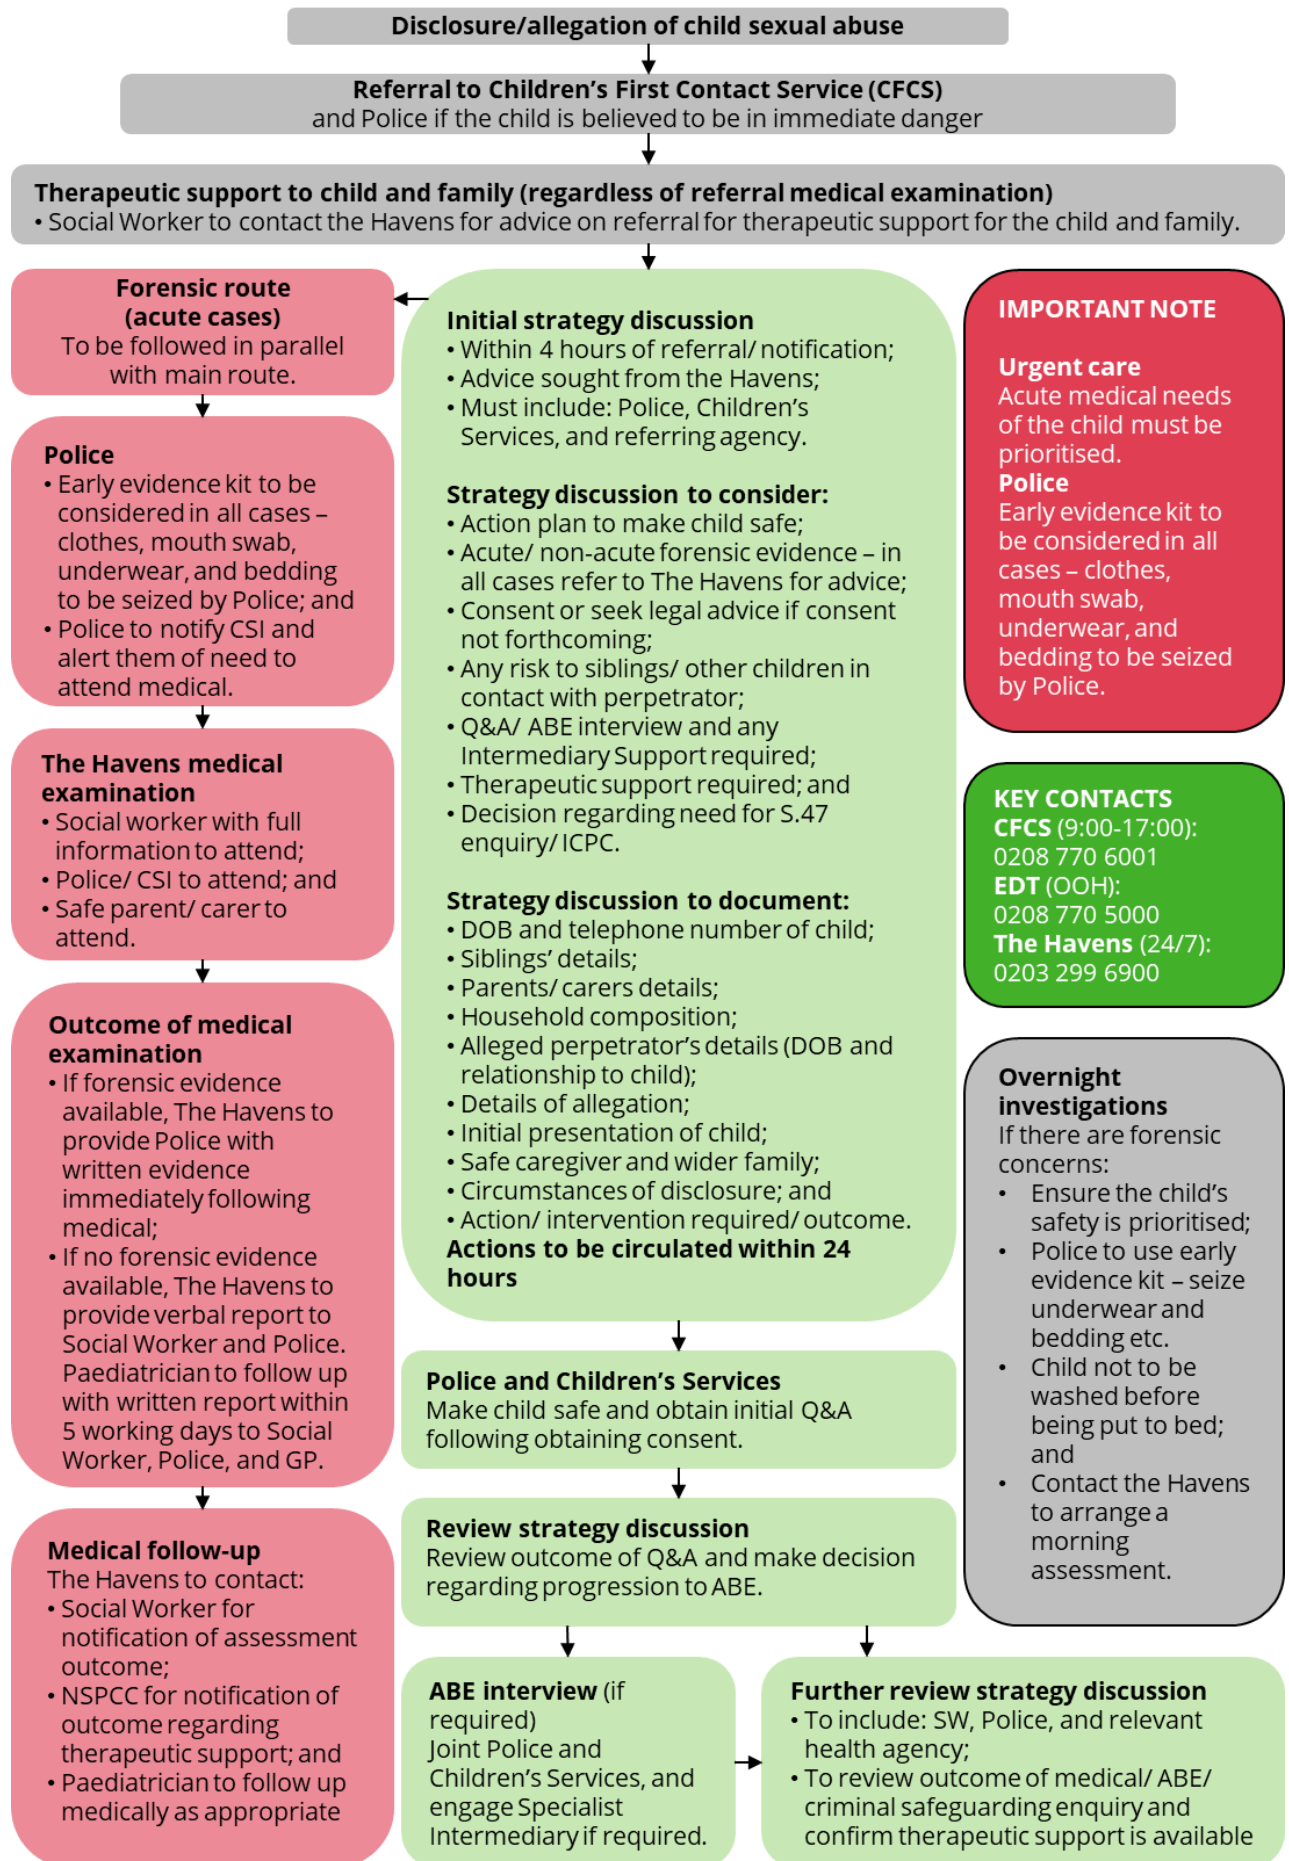 Disclosure/allegation of child sexual abuse
Referral to Children's First Contact Service (CFCS)
and Police if the child is believed to be in immediate danger
Therapeutic support to child and family (regardless of referral medical examination)
• Social Worker to contact the Havens for advice on referral for therapeutic support for the child and family.
Forensic route
(acute cases)
To be followed in parallel
with main route.
Police
• Early evidence kit to be
considered in all cases –
clothes, mouth swab,
underwear, and bedding
to be seized by Police; and
• Police to notify CSI and
alert them of need to
attend medical.
The Havens medical
examination
• Social worker with full
information to attend;
• Police/ CSI to attend; and
• Safe parent/ carer to
attend.
Outcome of medical
examination
• If forensic evidence
available, The Havens to
provide Police with
written evidence
immediately following
medical;
• If no forensic evidence
available, The Havens to
provide verbal report to
Social Worker and Police.
Paediatrician to follow up
with written report within
5 working days to Social
Worker, Police, and GP.
Medical follow-up
The Havens to contact:
• Social Worker for
notification of assessment
outcome;
• NSPCC for notification of
outcome regarding
therapeutic support; and
• Paediatrician to follow up
medically as appropriate
Initial strategy discussion
• Within 4 hours of referral/ notification;
• Advice sought from the Havens;
• Must include: Police, Children's
Services, and referring agency.
Strategy discussion to consider:
• Action plan to make child safe;
• Acute/ non-acute forensic evidence – in
all cases refer to The Havens for advice;
• Consent or seek legal advice if consent
not forthcoming;
• Any risk to siblings/ other children in
contact with perpetrator;
• Q&A/ ABE interview and any
Intermediary Support required;
• Therapeutic support required; and
• Decision regarding need for S.47
enquiry/ ICPC.
Strategy discussion to document:
• DOB and telephone number of child;
• Siblings' details;
• Parents/ carers details;
• Household composition;
• Alleged perpetrator's details (DOB and
relationship to child);
• Details of allegation;
• Initial presentation of child;
• Safe caregiver and wider family;
• Circumstances of disclosure; and
• Action/ intervention required/ outcome.
Actions to be circulated within 24
hours
Police and Children's Services
Make child safe and obtain initial Q&A
following obtaining consent.
Review strategy discussion
Review outcome of Q&A and make decision
regarding progression to ABE.
ABE interview (if
required)
Joint Police and
Children's Services, and
engage Specialist
Intermediary if required.
Further review strategy discussion
• To include: SW, Police, and relevant
health agency;
• To review outcome of medical/ ABE/
criminal safeguarding enquiry and
confirm therapeutic support is available
IMPORTANT NOTE
Urgent care
Acute medical needs
of the child must be
prioritised.
Police
Early evidence kit to
be considered in all
cases – clothes,
mouth swab,
underwear, and
bedding to be seized
by Police.
KEY CONTACTS
CFCS (9:00-17:00):
0208 770 6001
EDT (OOH):
0208 770 5000
The Havens (24/7):
0203 299 6900
Overnight
investigations
If there are forensic
concerns:
• Ensure the child's
safety is prioritised;
• Police to use early
evidence kit – seize
underwear and
bedding etc.
• Child not to be
washed before
being put to bed;
and
• Contact the Havens
to arrange a
morning
assessment.